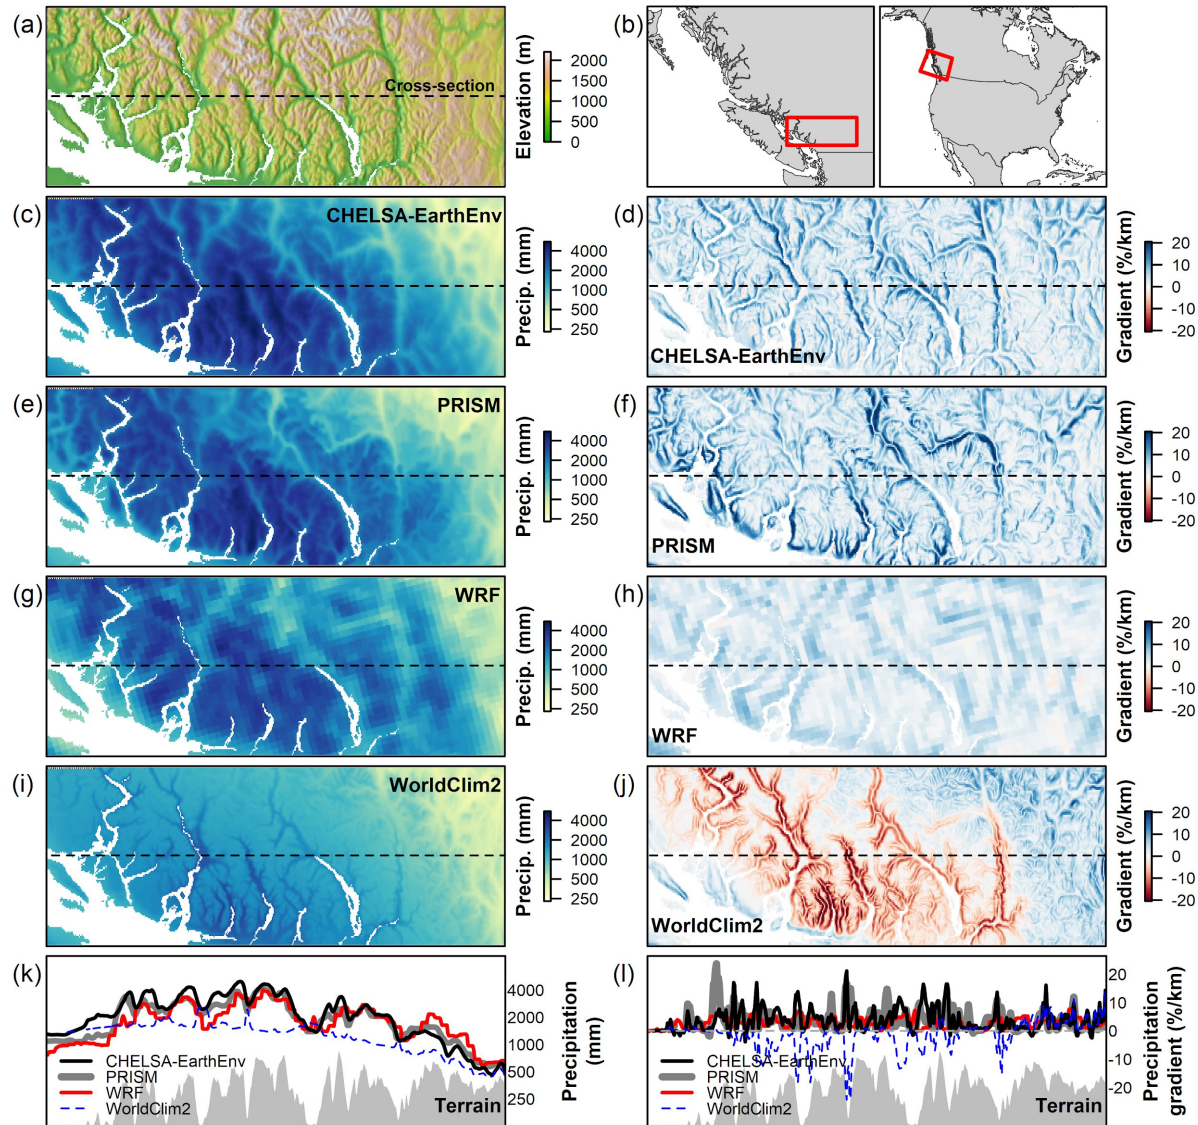 (a)
Cross-section
Elevation (m)
2000
1500
1000
500
0
(b)
(c)
CHELSA-EarthEnv
Precip. (mm)
4000
2000
1000
500
250
(d)
CHELSA-EarthEnv
Gradient (%/km)
20
10
0
-10
-20
(e)
PRISM
Precip. (mm)
4000
2000
1000
500
250
(f)
PRISM
Gradient (%/km)
20
10
0
-10
-20
(g)
WRF
Precip. (mm)
4000
2000
1000
500
250
(h)
WRF
Gradient (%/km)
20
10
0
-10
-20
(i)
WorldClim2
Precip. (mm)
4000
2000
1000
500
250
(j)
WorldClim2
Gradient (%/km)
20
10
0
-10
-20
(k)
CHELSA-EarthEnv
PRISM
WRF
WorldClim2
Terrain
4000
2000
1000
500
250
Precipitation
(mm)
(l)
CHELSA-EarthEnv
PRISM
WRF
WorldClim2
Terrain
20
10
0
-10
-20
Precipitation
gradient (%/km)